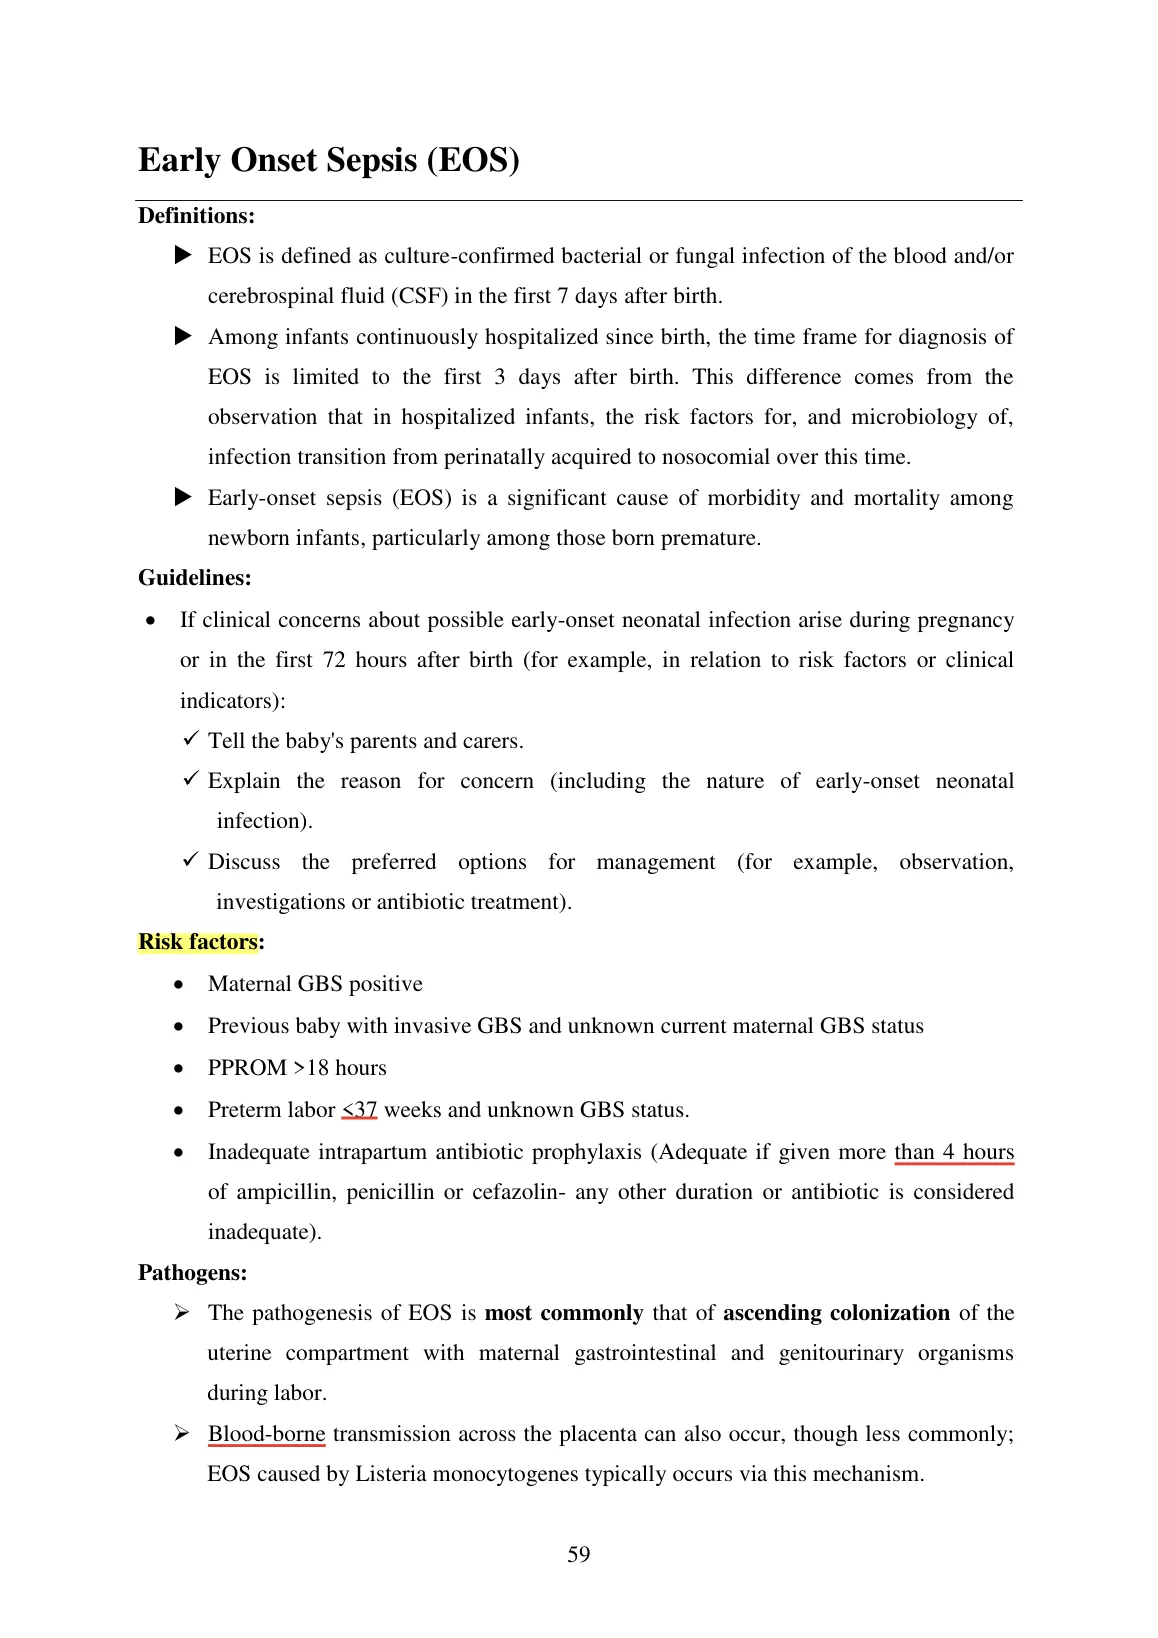 Early Onset Sepsis (EOS)
Definitions:
▶ EOS is defined as culture-confirmed bacterial or fungal infection of the blood and/or
cerebrospinal fluid (CSF) in the first 7 days after birth.
▶ Among infants continuously hospitalized since birth, the time frame for diagnosis of
EOS is limited to the first 3 days after birth. This difference comes from the
observation that in hospitalized infants, the risk factors for, and microbiology of,
infection transition from perinatally acquired to nosocomial over this time.
▶ Early-onset sepsis (EOS) is a significant cause of morbidity and mortality among
newborn infants, particularly among those born premature.
Guidelines:
• If clinical concerns about possible early-onset neonatal infection arise during pregnancy
or in the first 72 hours after birth (for example, in relation to risk factors or clinical
indicators):
✓ Tell the baby's parents and carers.
✓ Explain the reason for concern (including the nature of early-onset neonatal
infection).
✓ Discuss the preferred options for management (for example, observation,
investigations or antibiotic treatment).
Risk factors:
• Maternal GBS positive
• Previous baby with invasive GBS and unknown current maternal GBS status
• PPROM >18 hours
• Preterm labor <37 weeks and unknown GBS status.
• Inadequate intrapartum antibiotic prophylaxis (Adequate if given more than 4 hours
of ampicillin, penicillin or cefazolin- any other duration or antibiotic is considered
inadequate).
Pathogens:
➢ The pathogenesis of EOS is most commonly that of ascending colonization of the
uterine compartment with maternal gastrointestinal and genitourinary organisms
during labor.
➢ Blood-borne transmission across the placenta can also occur, though less commonly;
EOS caused by Listeria monocytogenes typically occurs via this mechanism.
59